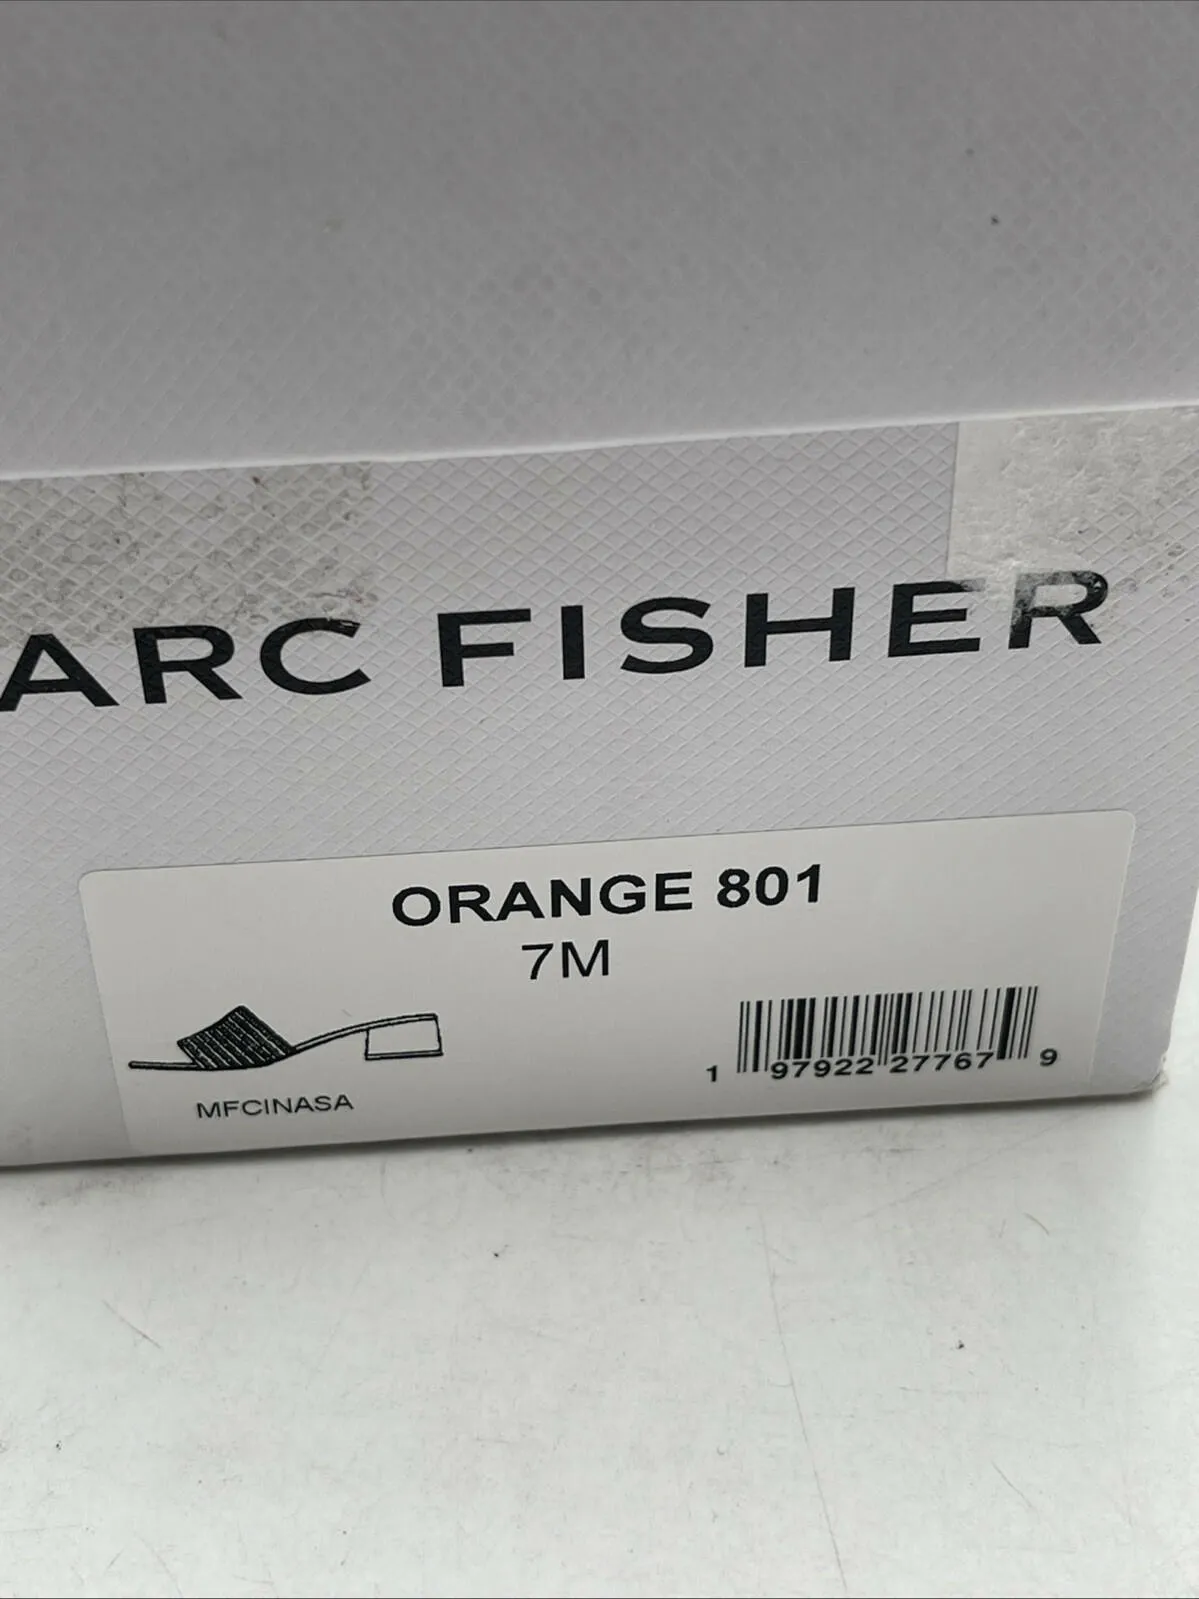 ARC FISHER
ORANGE 801
7M
MFCINASA
1 97922 27767 9